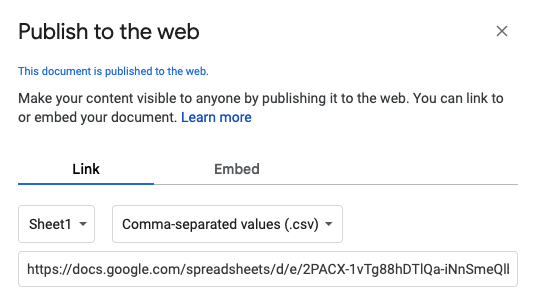 Publish to the web
This document is published to the web.
Make your content visible to anyone by publishing it to the web. You can link to
or embed your document. Learn more
Link Embed
Sheet1 Comma-separated values (.csv)
https://docs.google.com/spreadsheets/d/e/2PACX-1vTg88hDTlQa-iNnSmeQll